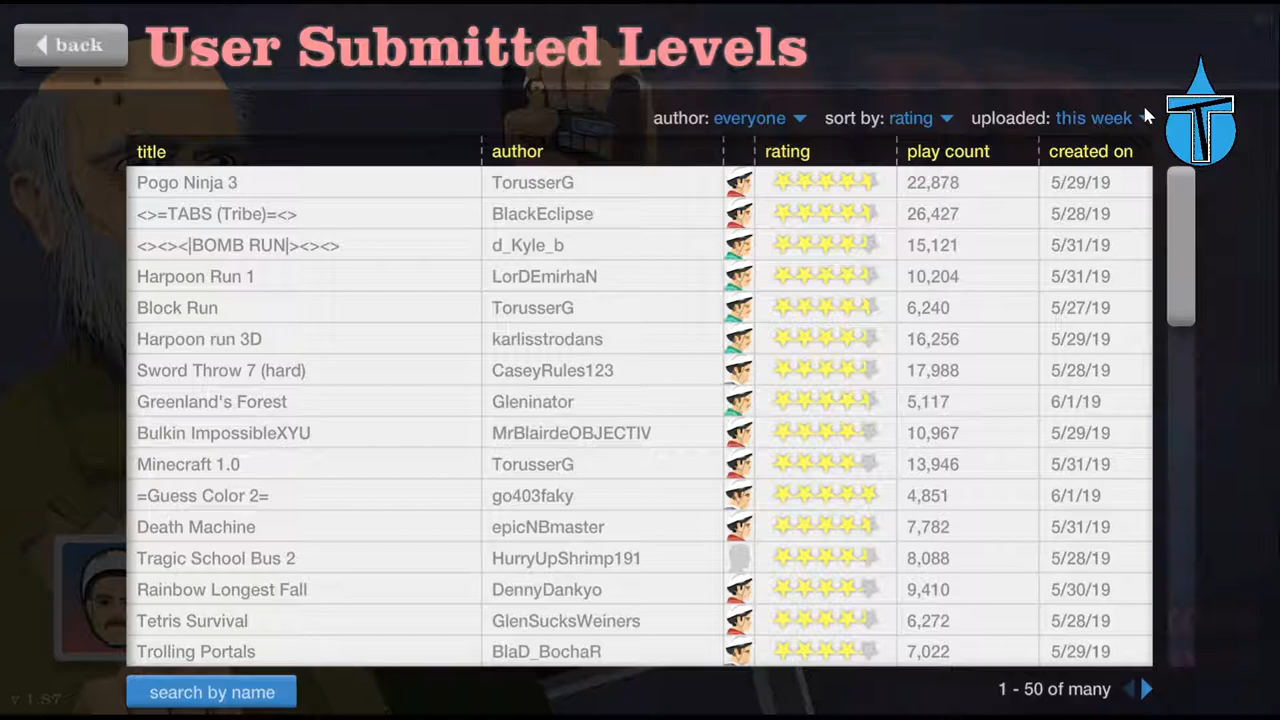 back
User Submitted Levels
author: everyone sort by: rating uploaded: this week
T
title author rating play count created on
Pogo Ninja 3 TorusserG 22,878 5/29/19
<>=TABS (Tribe)=<> BlackEclipse 26,427 5/28/19
<><><|BOMB RUN|><><> d_Kyle_b 15,121 5/31/19
Harpoon Run 1 LorDEmirhaN 10,204 5/31/19
Block Run TorusserG 6,240 5/27/19
Harpoon run 3D karlisstrodans 16,256 5/29/19
Sword Throw 7 (hard) CaseyRules123 17,988 5/28/19
Greenland's Forest Gleninator 5,117 6/1/19
Bulkin ImpossibleXYU MrBlairdeOBJECTIV 10,967 5/29/19
Minecraft 1.0 TorusserG 13,946 5/31/19
=Guess Color 2= go403faky 4,851 6/1/19
Death Machine epicNBmaster 7,782 5/31/19
Tragic School Bus 2 HurryUpShrimp191 8,088 5/28/19
Rainbow Longest Fall DennyDankyo 9,410 5/30/19
Tetris Survival GlenSucksWeiners 6,272 5/28/19
Trolling Portals BlaD_BochaR 7,022 5/29/19
search by name 1 - 50 of many
v 1.87